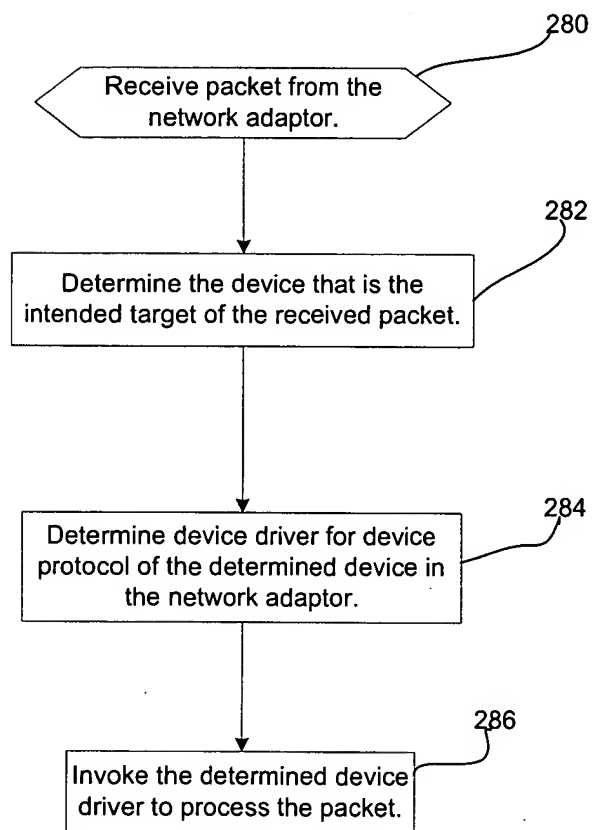 280
Receive packet from the
network adaptor.
282
Determine the device that is the
intended target of the received packet.
284
Determine device driver for device
protocol of the determined device in
the network adaptor.
286
Invoke the determined device
driver to process the packet.